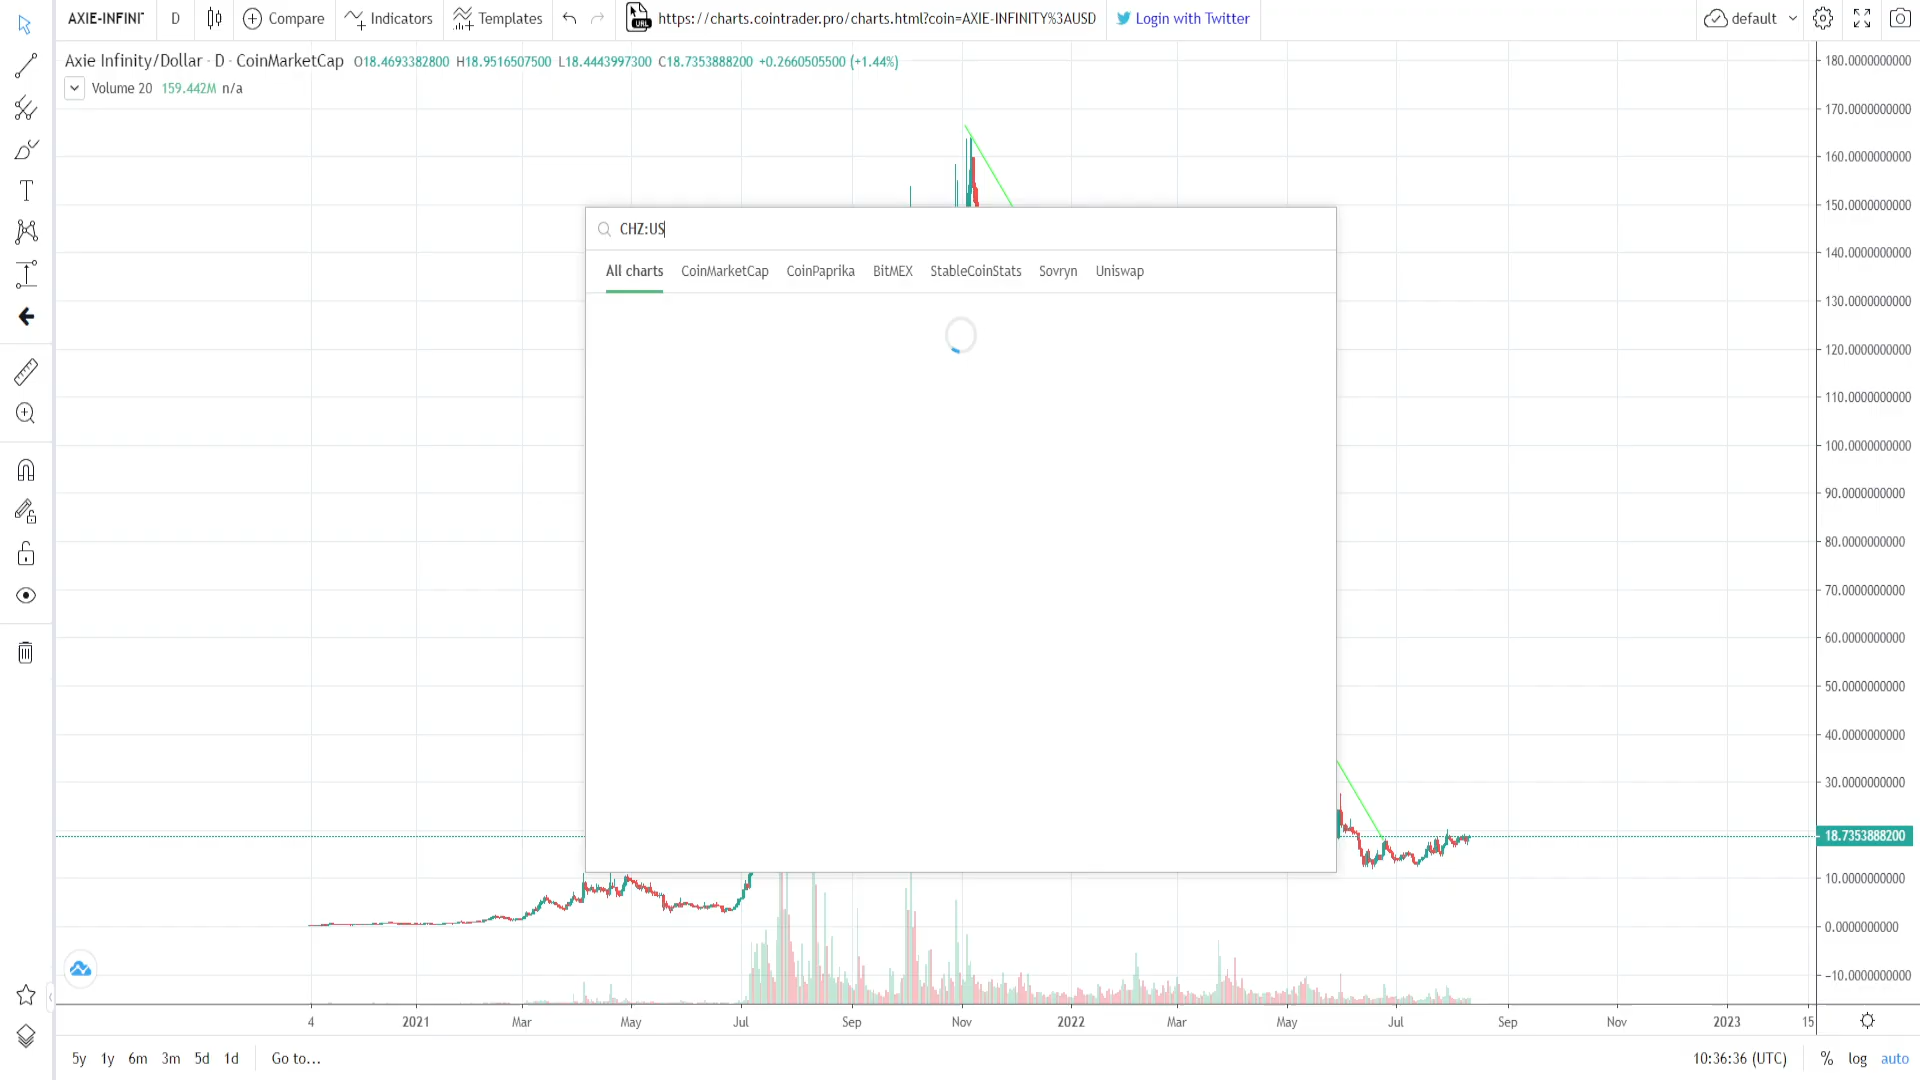 AXIE-INFINIT D Compare Indicators Templates https://charts.cointrader.pro/charts.html?coin=AXIE-INFINITY%3AUSD Login with Twitter default
Axie Infinity/Dollar · D · CoinMarketCap O18.4693382800 H18.9516507500 L18.4443997300 C18.7353888200 +0.2660505500 (+1.44%)
Volume 20 159.442M n/a
CHZ:US
All charts CoinMarketCap CoinPaprika BitMEX StableCoinStats Sovryn Uniswap
180.0000000000
170.0000000000
160.0000000000
150.0000000000
140.0000000000
130.0000000000
120.0000000000
110.0000000000
100.0000000000
90.0000000000
80.0000000000
70.0000000000
60.0000000000
50.0000000000
40.0000000000
30.0000000000
18.7353888200
10.0000000000
0.0000000000
-10.0000000000
4 2021 Mar May Jul Sep Nov 2022 Mar May Jul Sep Nov 2023 15
5y 1y 6m 3m 5d 1d Go to... 10:36:36 (UTC) % log auto